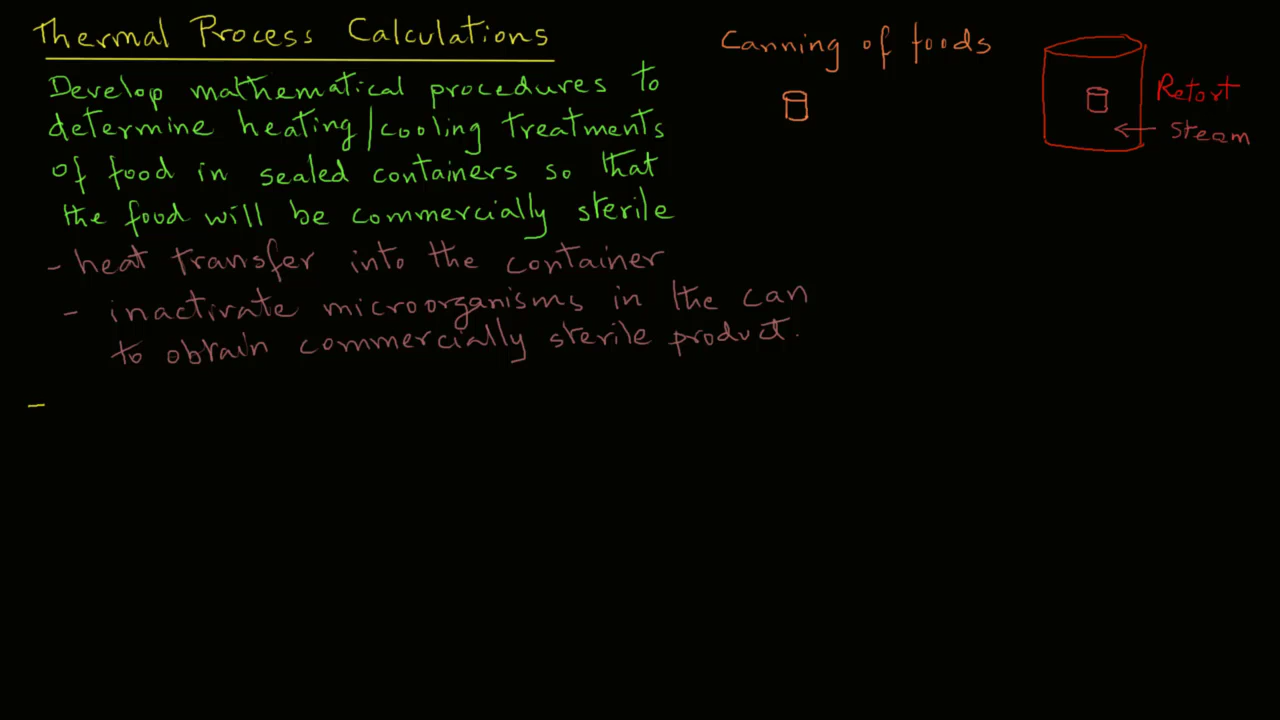 Thermal Process Calculations
Develop mathematical procedures to
determine heating/cooling treatments
of food in sealed containers so that
the food will be commercially sterile
- heat transfer into the container
- inactivate microorganisms in the can
to obtain commercially sterile product.
-
Canning of foods
Retort
← steam